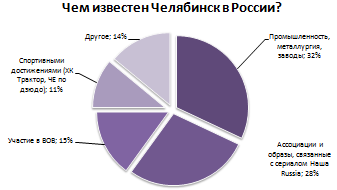 Чем известен Челябинск в России?
Другое; 14%
Промышленность,
металлургия,
заводы; 32%
Спортивными
достижениями (ХК
Трактор, ЧЕ по
дзюдо); 11%
Участие в ВОВ; 15%
Ассоциации и
образы, связанные
с сериалом Наша
Russia; 28%